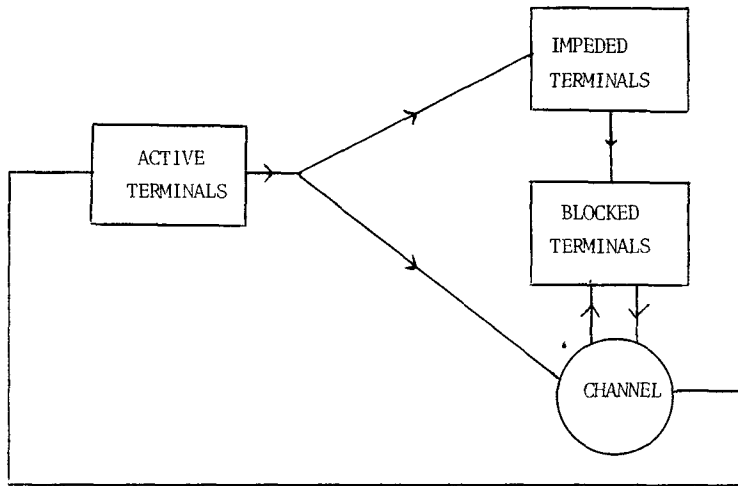 IMPEDED
TERMINALS
ACTIVE
TERMINALS
BLOCKED
TERMINALS
CHANNEL